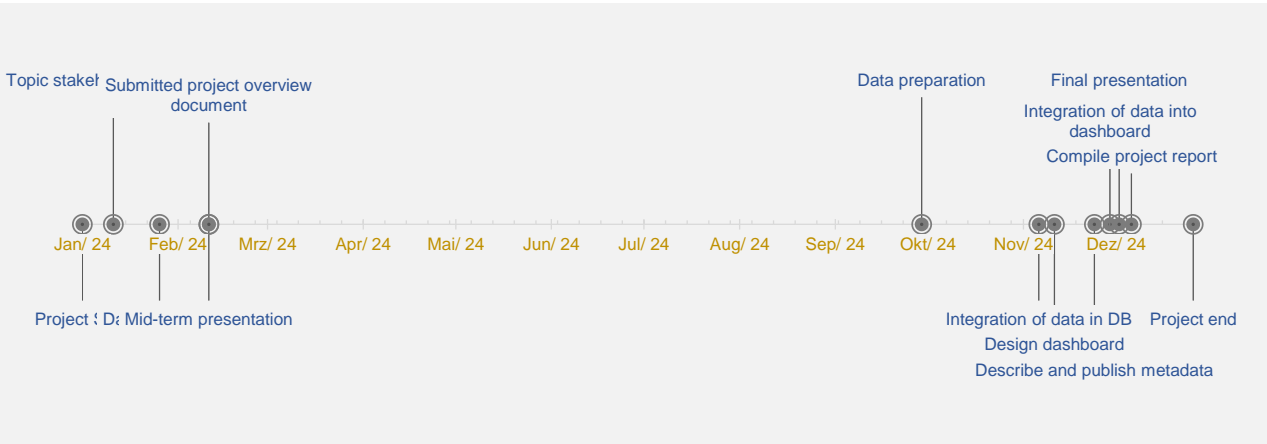 Topic
Submitted project overview
document
Data preparation
Final presentation
Integration of data into
dashboard
Compile project report
Jan/ 24
Feb/ 24
Mrz/ 24
Apr/ 24
Mai/ 24
Jun/ 24
Jul/ 24
Aug/ 24
Sep/ 24
Okt/ 24
Nov/ 24
Dez/ 24
Project
Mid-term presentation
Integration of data in DB
Project end
Design dashboard
Describe and publish metadata